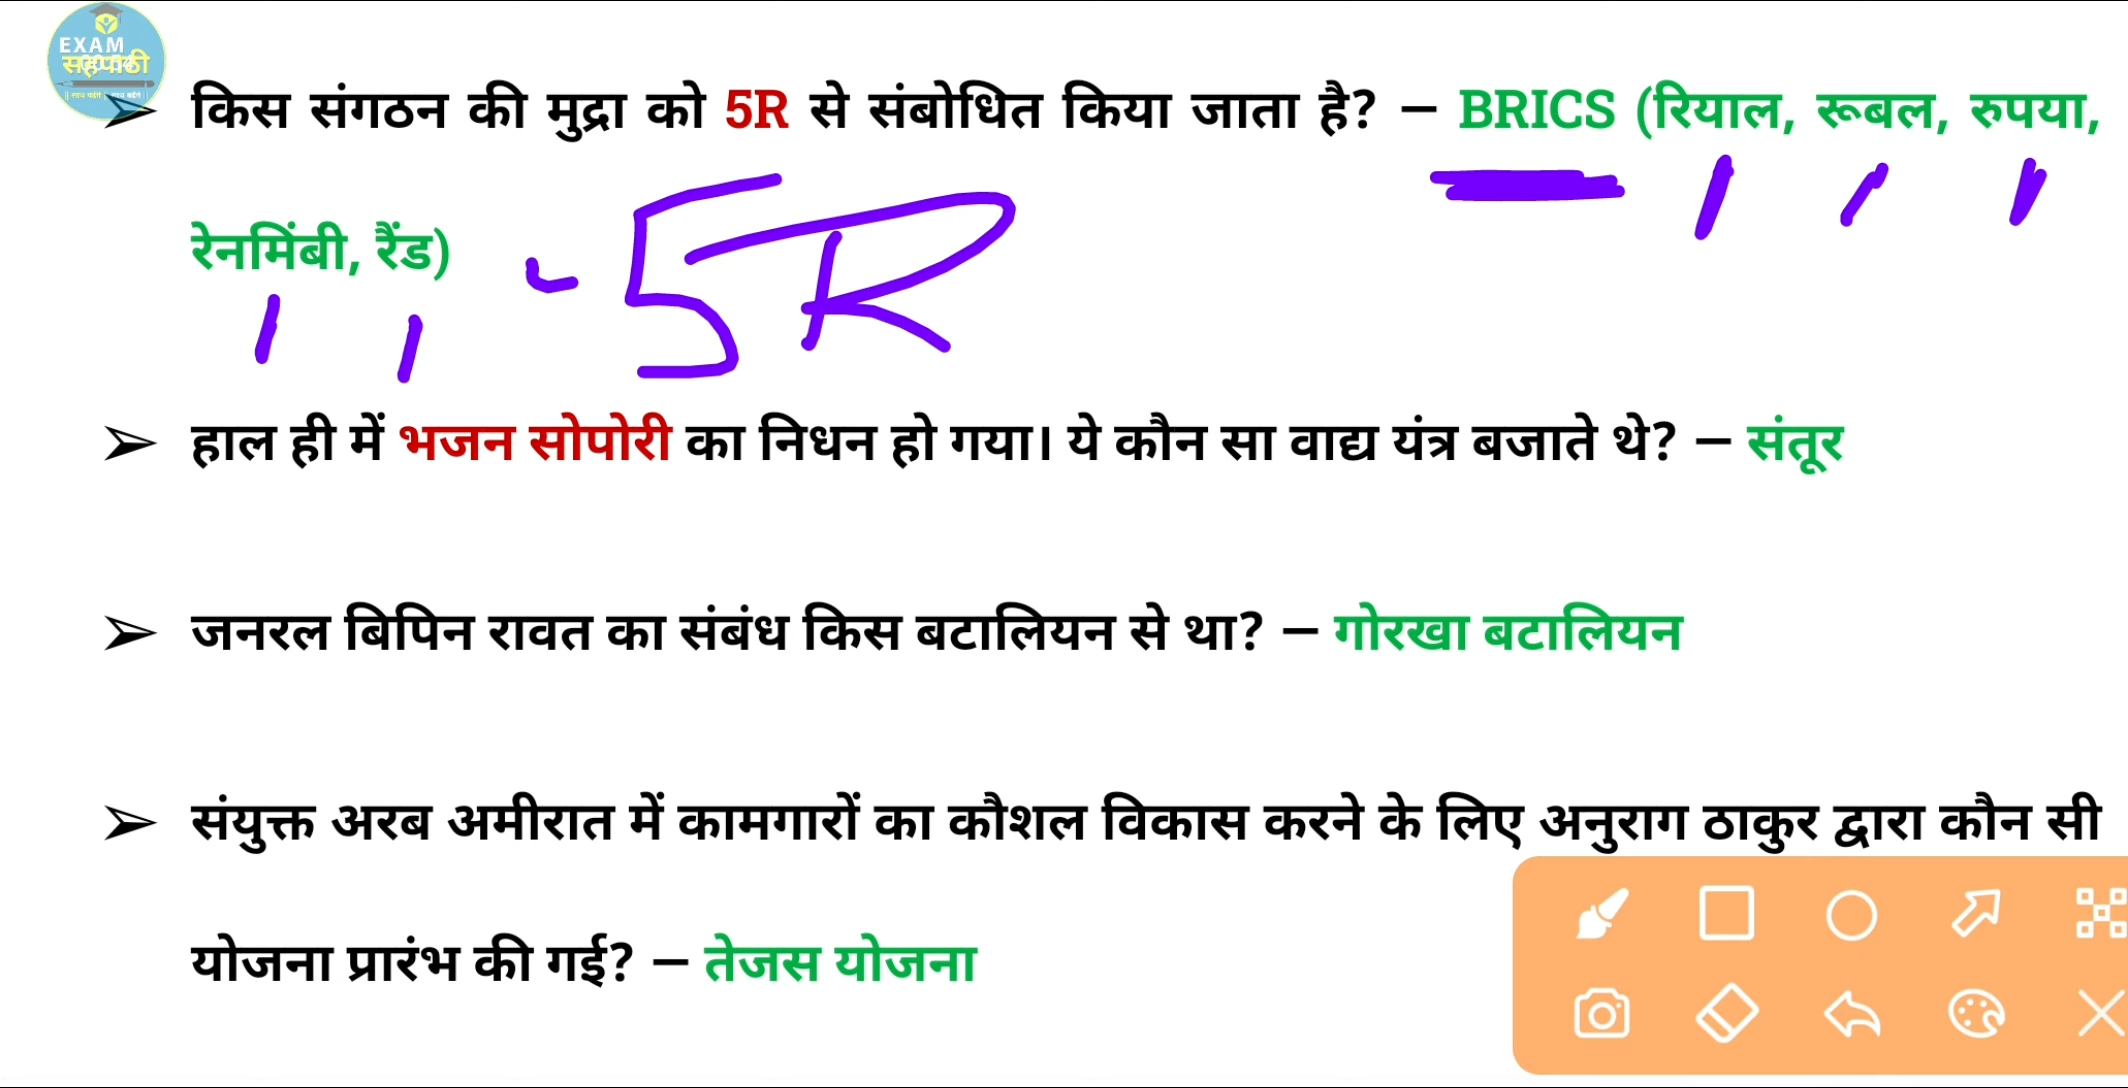 EXAM
सहपाठी
किस संगठन की मुद्रा को 5R से संबोधित किया जाता है? – BRICS (रियाल, रूबल, रुपया,
रेनमिंबी, रैंड)
5R
हाल ही में भजन सोपोरी का निधन हो गया। ये कौन सा वाद्य यंत्र बजाते थे? – संतूर
जनरल बिपिन रावत का संबंध किस बटालियन से था? – गोरखा बटालियन
संयुक्त अरब अमीरात में कामगारों का कौशल विकास करने के लिए अनुराग ठाकुर द्वारा कौन सी
योजना प्रारंभ की गई? – तेजस योजना